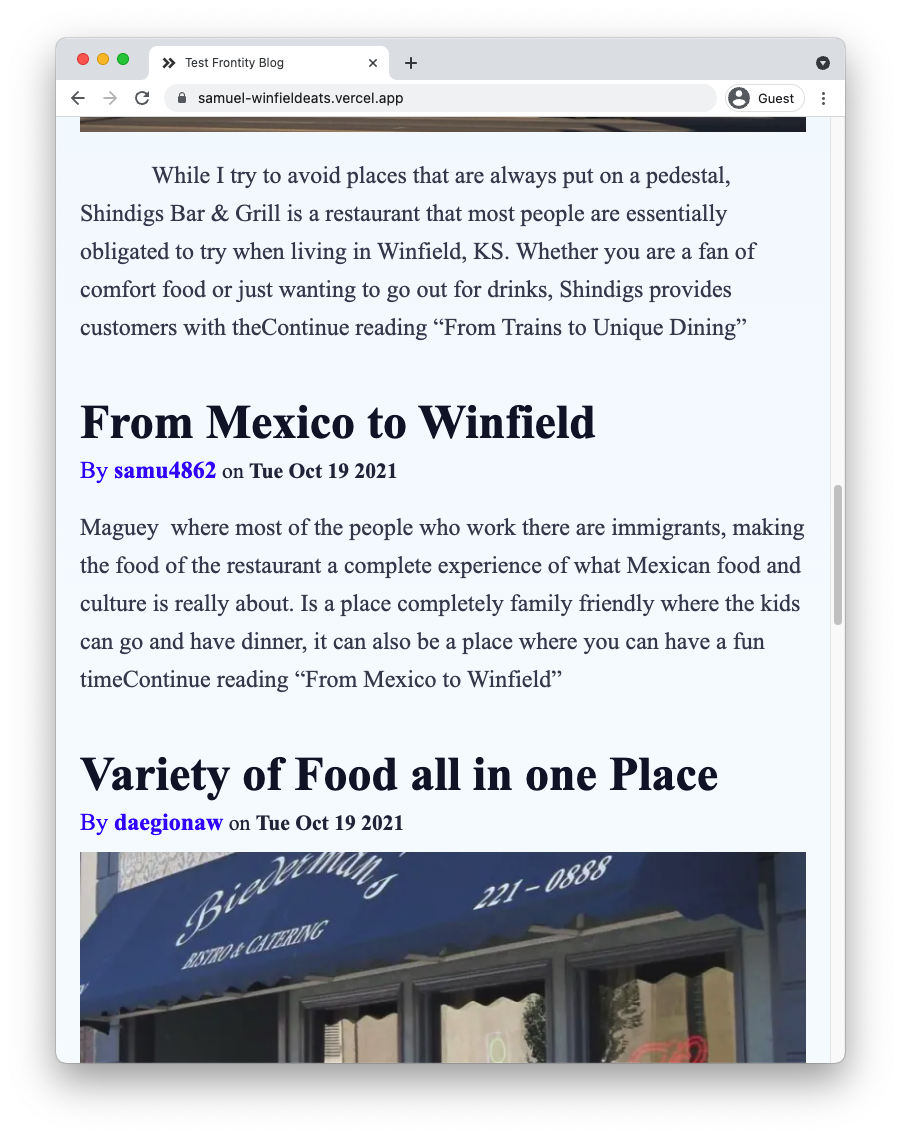 Test Frontity Blog
samuel-winfieldeats.vercel.app
Guest
While I try to avoid places that are always put on a pedestal,
Shindigs Bar & Grill is a restaurant that most people are essentially
obligated to try when living in Winfield, KS. Whether you are a fan of
comfort food or just wanting to go out for drinks, Shindigs provides
customers with theContinue reading “From Trains to Unique Dining”
From Mexico to Winfield
By samu4862 on Tue Oct 19 2021
Maguey  where most of the people who work there are immigrants, making
the food of the restaurant a complete experience of what Mexican food and
culture is really about. Is a place completely family friendly where the kids
can go and have dinner, it can also be a place where you can have a fun
timeContinue reading “From Mexico to Winfield”
Variety of Food all in one Place
By daegionaw on Tue Oct 19 2021
Biederman's
221 – 0888
BISTRO & CATERING